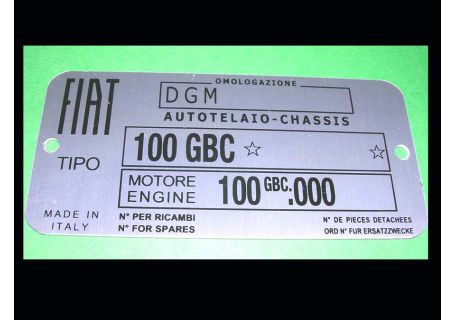 OMOLOGAZIONE
FIAT
DGM
AUTOTELAIO-CHASSIS
TIPO
100 GBC ☆ ☆
MOTORE
ENGINE
100 GBC..000
MADE IN
ITALY
N° PER RICAMBI
N° FOR SPARES
N° DE PIECES DETACHEES
ORD N° FUR ERSATZZWECKE